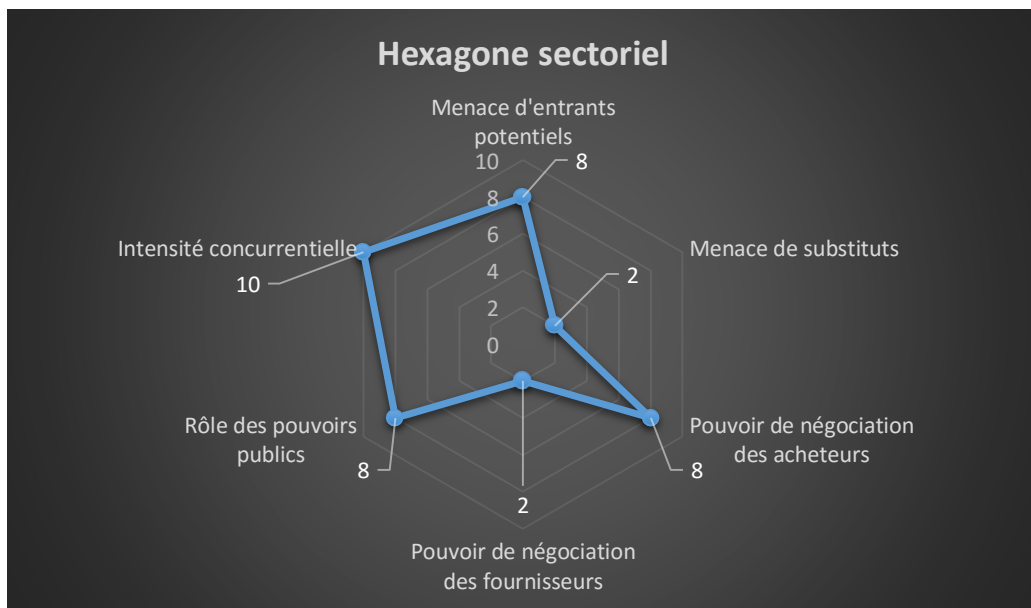 Hexagone sectoriel
Menace d'entrants
potentiels
10
8
8
6
4
2
0
Menace de substituts
2
Pouvoir de négociation
des acheteurs
8
Pouvoir de négociation
des fournisseurs
2
Rôle des pouvoirs
publics
8
Intensité concurrentielle
10